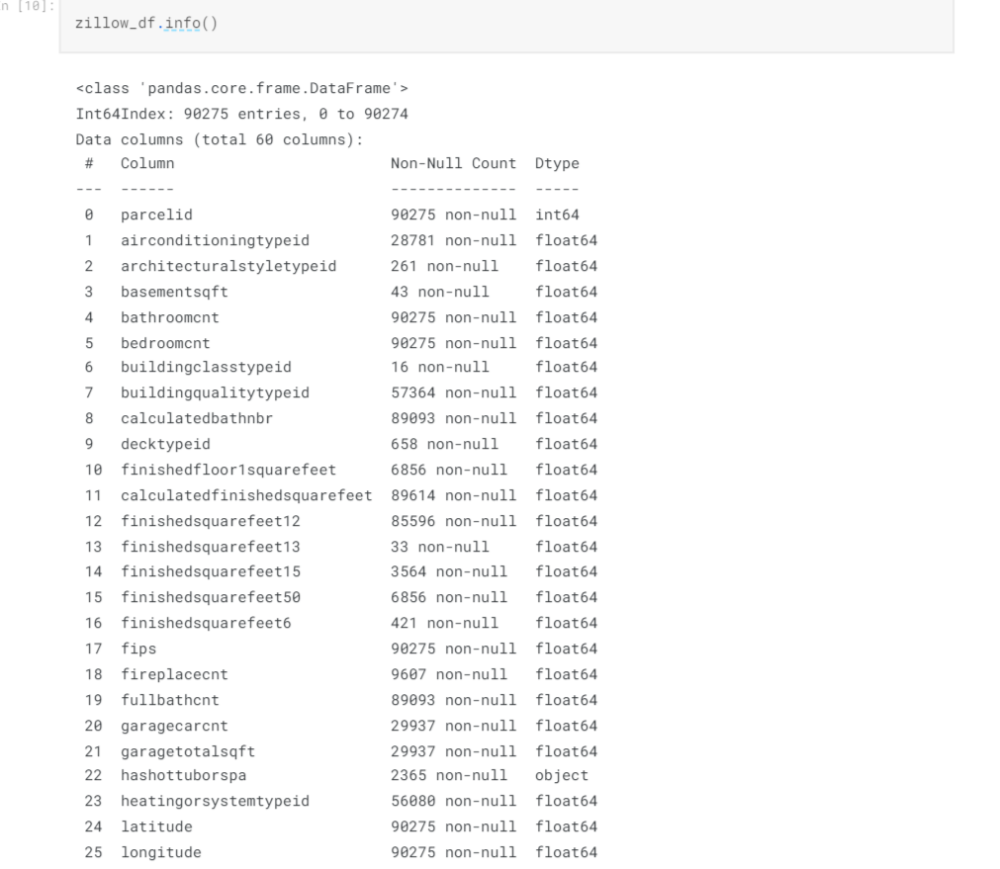 n [10]:
zillow_df.info()
<class 'pandas.core.frame.DataFrame'>
Int64Index: 90275 entries, 0 to 90274
Data columns (total 60 columns):
 #   Column                        Non-Null Count  Dtype
---  ------                        --------------  -----
 0   parcelid                      90275 non-null  int64
 1   airconditioningtypeid         28781 non-null  float64
 2   architecturalstyletypeid      261 non-null    float64
 3   basementsqft                  43 non-null     float64
 4   bathroomcnt                   90275 non-null  float64
 5   bedroomcnt                    90275 non-null  float64
 6   buildingclasstypeid           16 non-null     float64
 7   buildingqualitytypeid         57364 non-null  float64
 8   calculatedbathnbr             89093 non-null  float64
 9   decktypeid                    658 non-null    float64
 10  finishedfloor1squarefeet      6856 non-null   float64
 11  calculatedfinishedsquarefeet  89614 non-null  float64
 12  finishedsquarefeet12          85596 non-null  float64
 13  finishedsquarefeet13          33 non-null     float64
 14  finishedsquarefeet15          3564 non-null   float64
 15  finishedsquarefeet50          6856 non-null   float64
 16  finishedsquarefeet6           421 non-null    float64
 17  fips                          90275 non-null  float64
 18  fireplacecnt                  9607 non-null   float64
 19  fullbathcnt                   89093 non-null  float64
 20  garagecarcnt                  29937 non-null  float64
 21  garagetotalsqft               29937 non-null  float64
 22  hashottuborspa                2365 non-null   object
 23  heatingorsystemtypeid         56080 non-null  float64
 24  latitude                      90275 non-null  float64
 25  longitude                     90275 non-null  float64